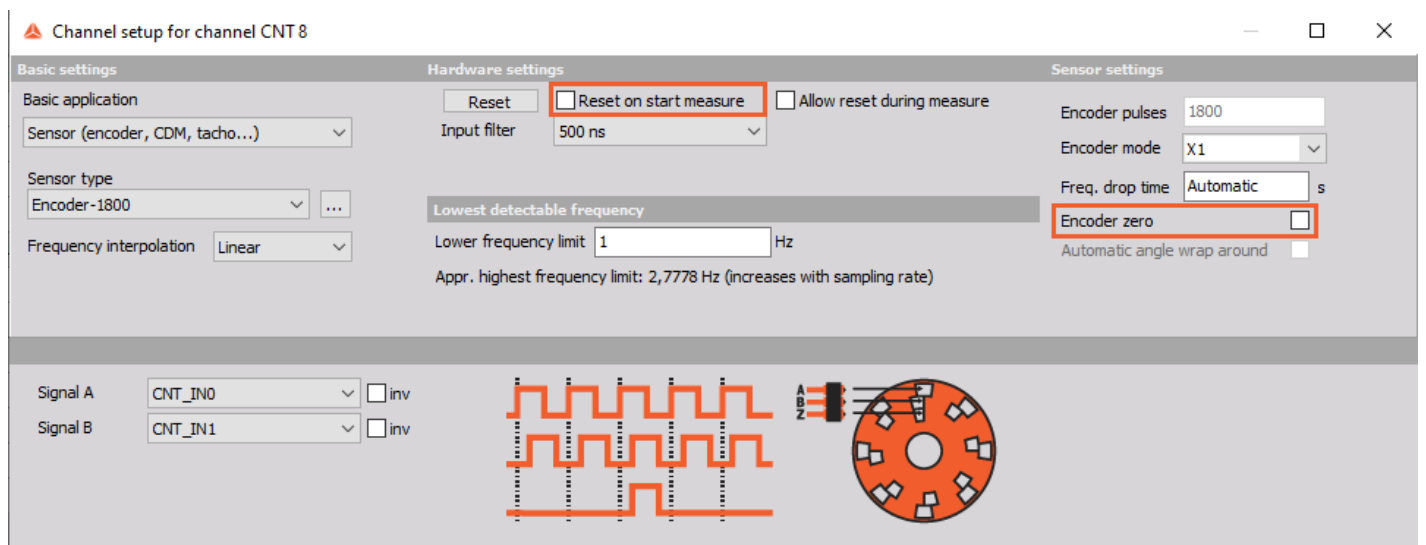 Channel setup for channel CNT 8
Basic settings
Hardware settings
Sensor settings
Basic application
Sensor (encoder, CDM, tacho...)
Sensor type
Encoder-1800
...
Frequency interpolation Linear
Reset Reset on start measure Allow reset during measure
Input filter 500 ns
Lowest detectable frequency
Lower frequency limit 1 Hz
Appr. highest frequency limit: 2,7778 Hz (increases with sampling rate)
Encoder pulses 1800
Encoder mode X1
Freq. drop time Automatic s
Encoder zero
Automatic angle wrap around
Signal A CNT_IN0 inv
Signal B CNT_IN1 inv
A
B
Z